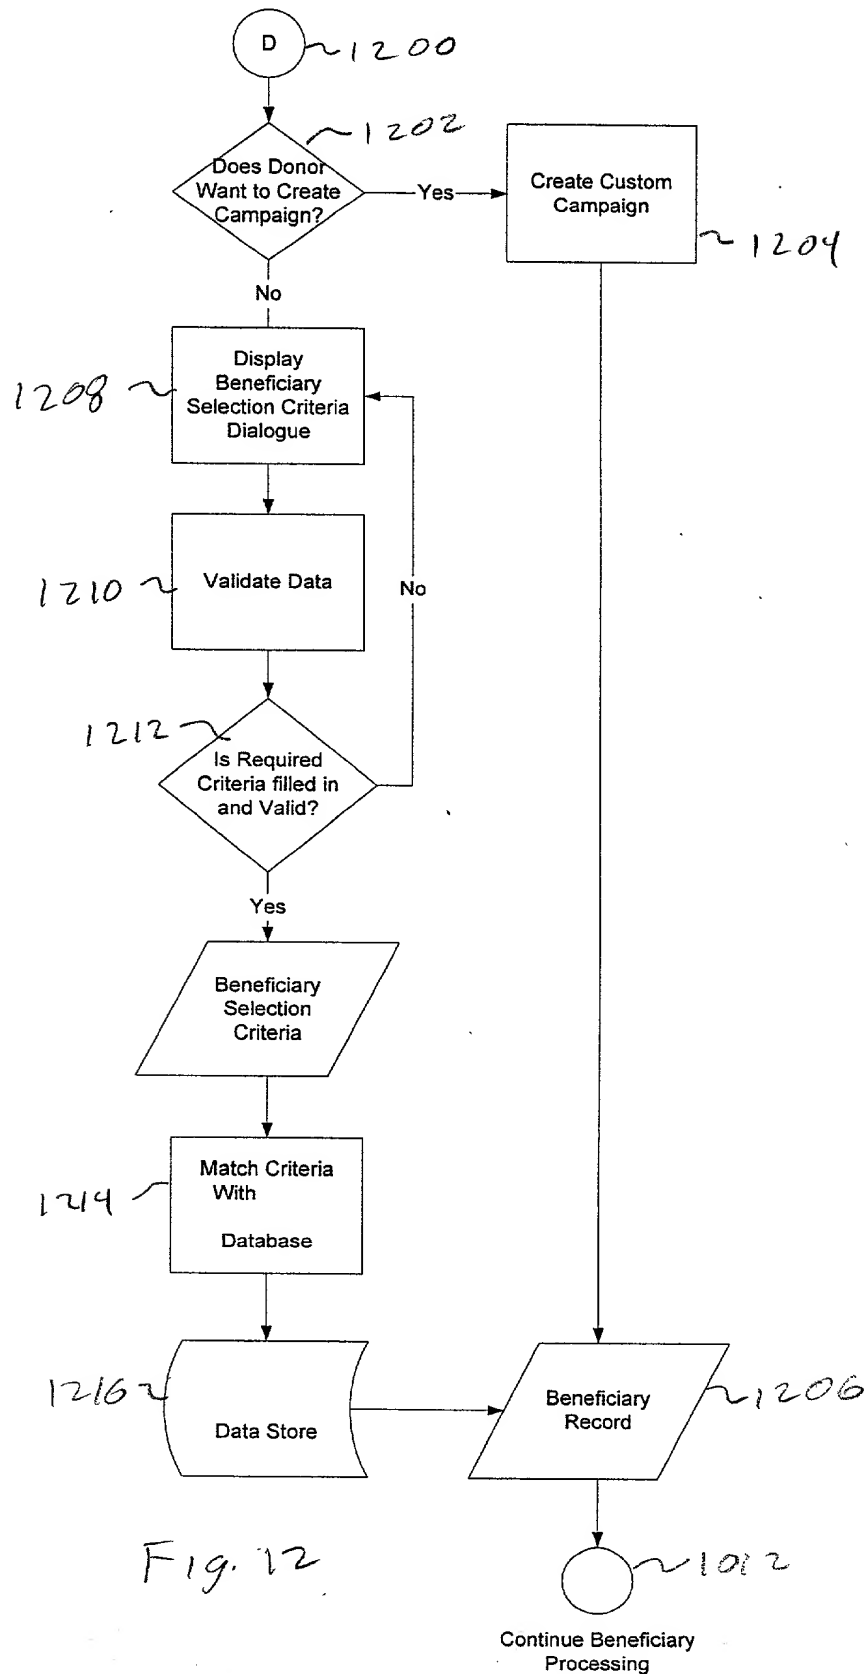 D
1200
1202
Does Donor
Want to Create
Campaign?
Yes
Create Custom
Campaign
1204
No
1208
Display
Beneficiary
Selection Criteria
Dialogue
1210
Validate Data
No
1212
Is Required
Criteria filled in
and Valid?
Yes
Beneficiary
Selection
Criteria
1214
Match Criteria
With
Database
1216
Data Store
Beneficiary
Record
1206
Fig. 12
1012
Continue Beneficiary
Processing